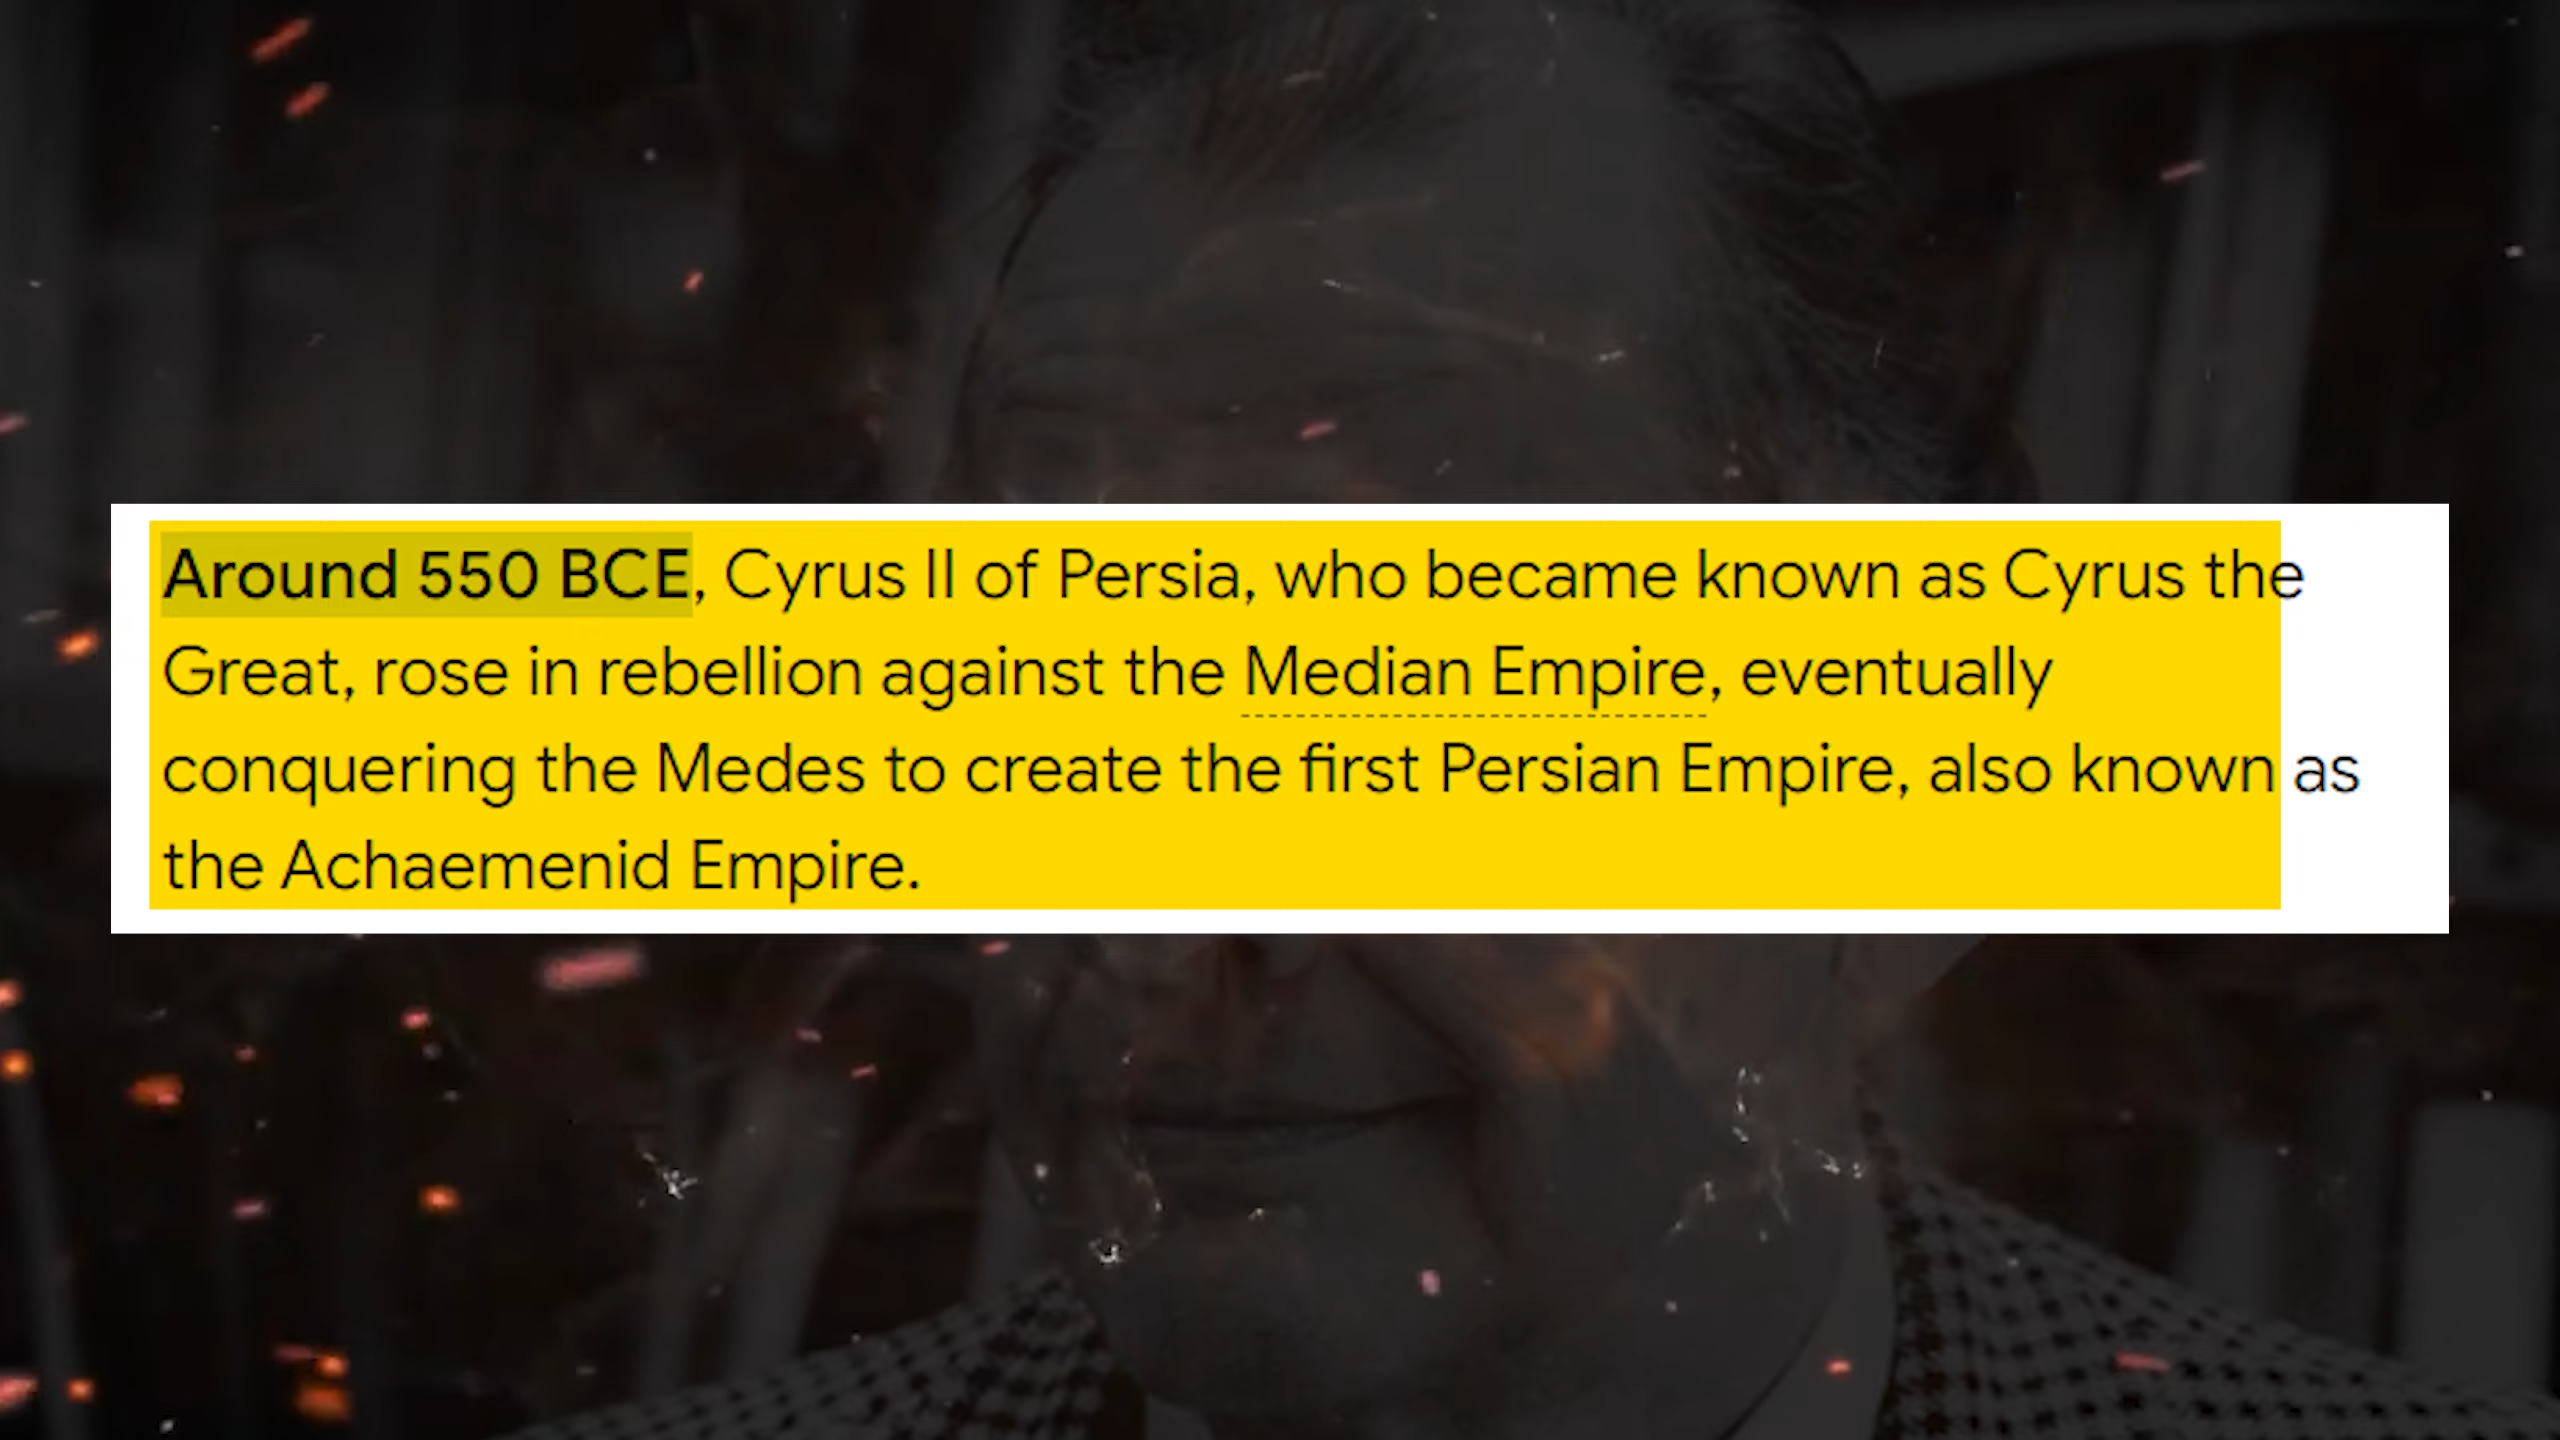 Around 550 BCE, Cyrus II of Persia, who became known as Cyrus the
Great, rose in rebellion against the Median Empire, eventually
conquering the Medes to create the first Persian Empire, also known as
the Achaemenid Empire.